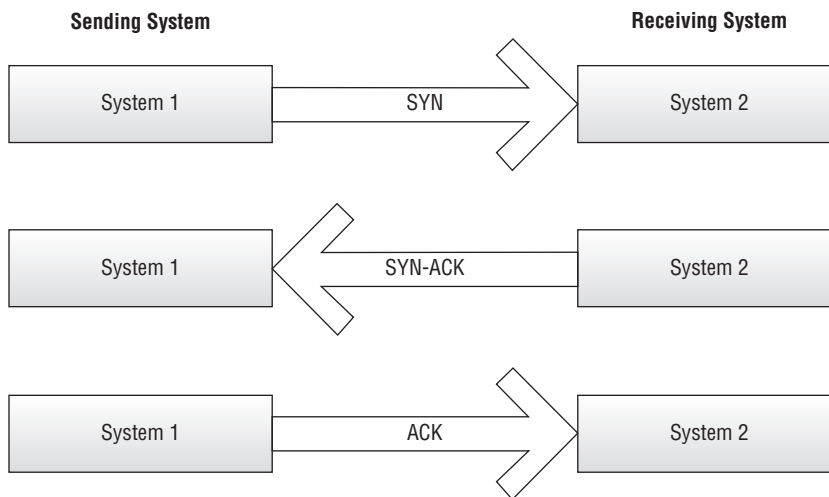 Sending System
Receiving System
System 1
SYN
System 2
System 1
SYN-ACK
System 2
System 1
ACK
System 2